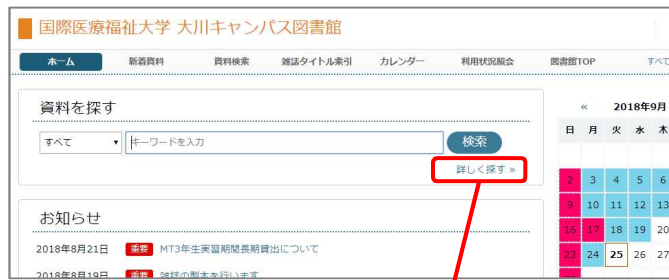 国際医療福祉大学 大川キャンパス図書館
ホーム 新着資料 資料検索 雑誌タイトル索引 カレンダー 利用状況照会 図書館TOP すべて
資料を探す
すべて キーワードを入力 検索
詳しく探す »
お知らせ
2018年8月21日 重要 MT3年生実習期間長期貸出について
2018年8月19日 重要 雑誌の製本を行います
« 2018年9月
日 月 火 水 木
2 3 4 5 6
9 10 11 12 13
16 17 18 19 20
23 24 25 26 27